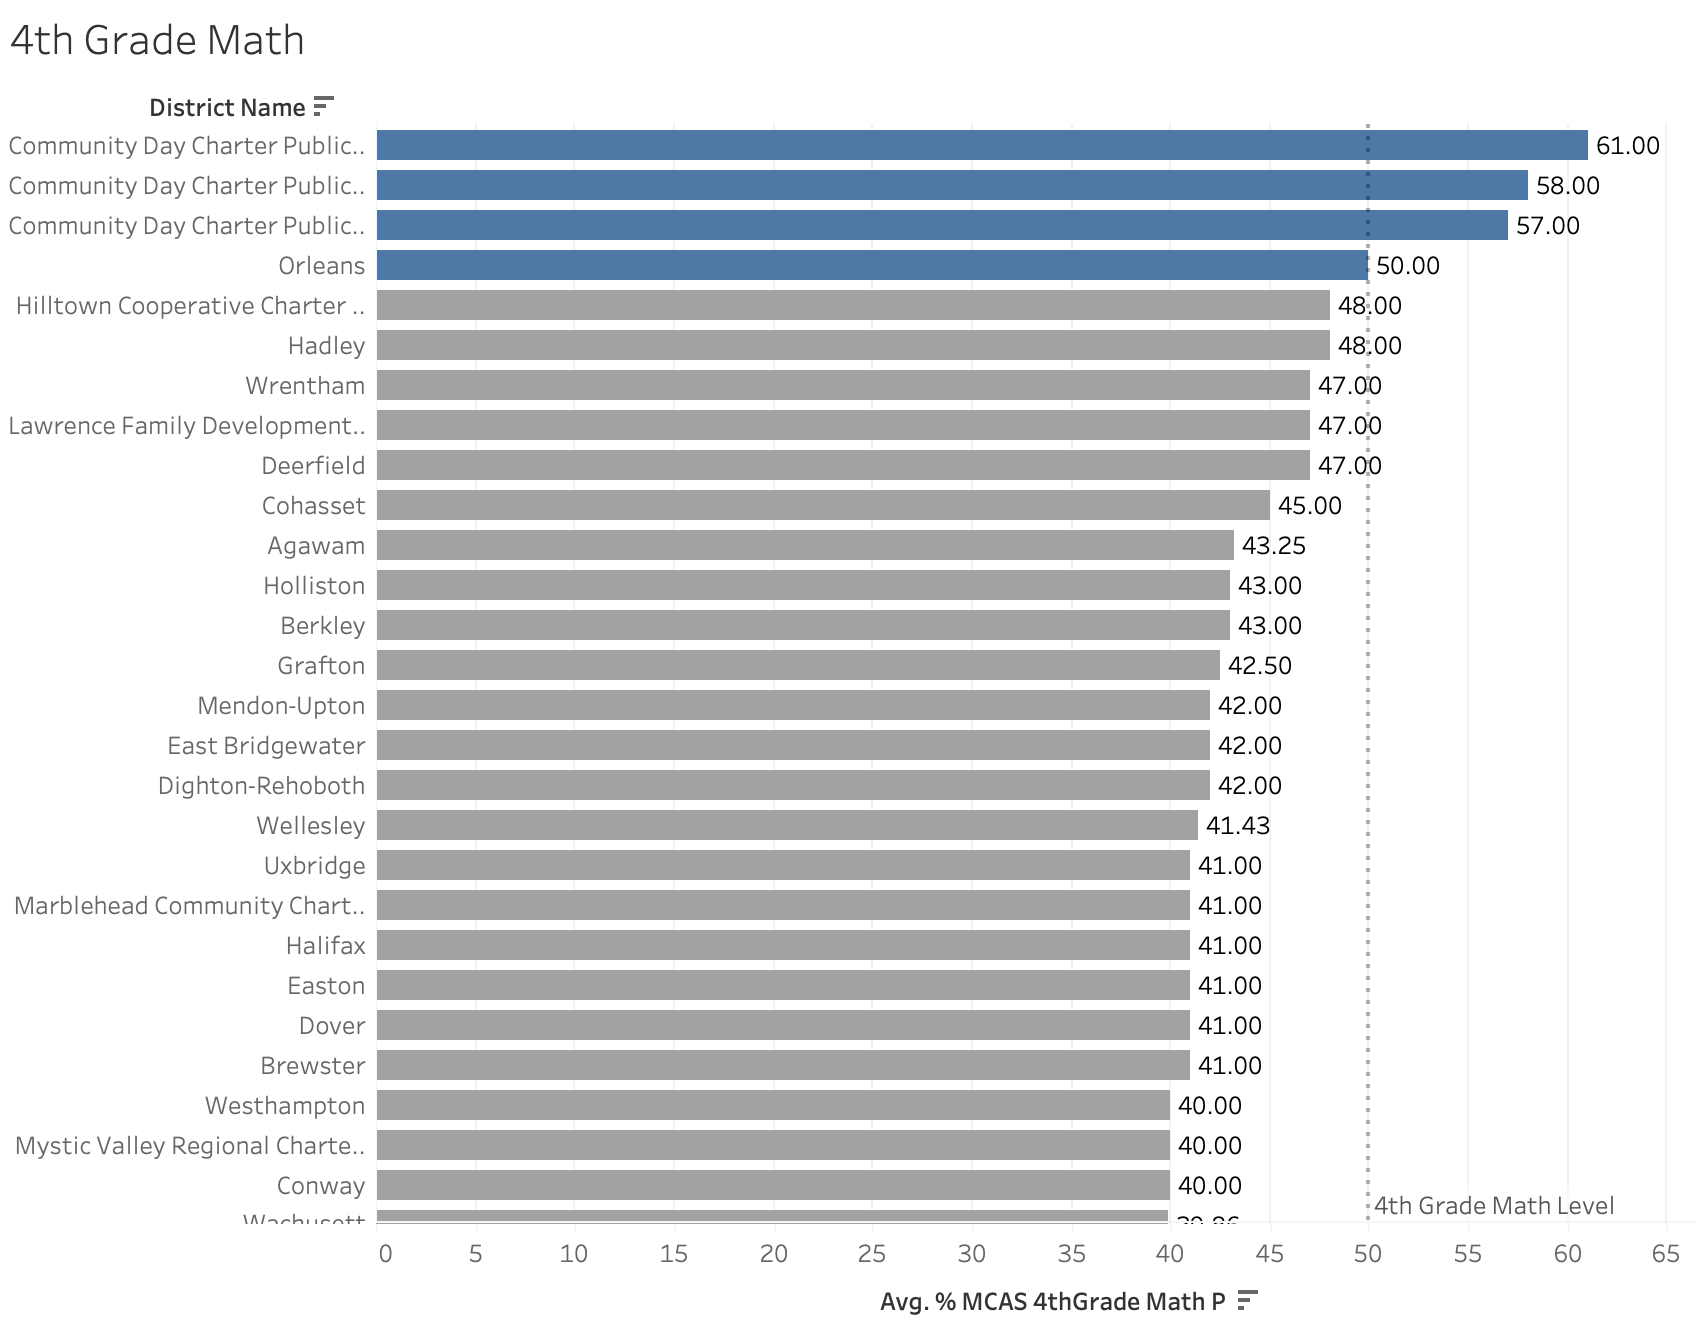 4th Grade Math
District Name
Community Day Charter Public.. 61.00
Community Day Charter Public.. 58.00
Community Day Charter Public.. 57.00
Orleans 50.00
Hilltown Cooperative Charter .. 48.00
Hadley 48.00
Wrentham 47.00
Lawrence Family Development.. 47.00
Deerfield 47.00
Cohasset 45.00
Agawam 43.25
Holliston 43.00
Berkley 43.00
Grafton 42.50
Mendon-Upton 42.00
East Bridgewater 42.00
Dighton-Rehoboth 42.00
Wellesley 41.43
Uxbridge 41.00
Marblehead Community Chart.. 41.00
Halifax 41.00
Easton 41.00
Dover 41.00
Brewster 41.00
Westhampton 40.00
Mystic Valley Regional Charte.. 40.00
Conway 40.00
4th Grade Math Level
Wachusett 39.86
0 5 10 15 20 25 30 35 40 45 50 55 60 65
Avg. % MCAS 4thGrade Math P